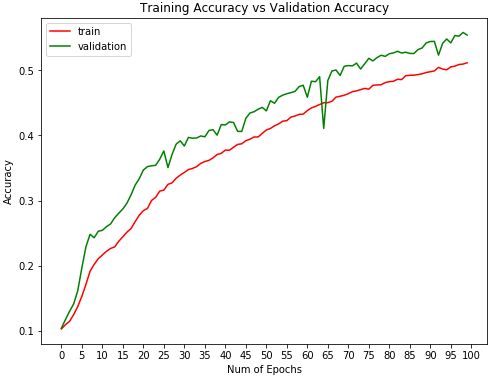 Training Accuracy vs Validation Accuracy
train
validation
0.5
0.4
0.3
0.2
0.1
Accuracy
0 5 10 15 20 25 30 35 40 45 50 55 60 65 70 75 80 85 90 95 100
Num of Epochs